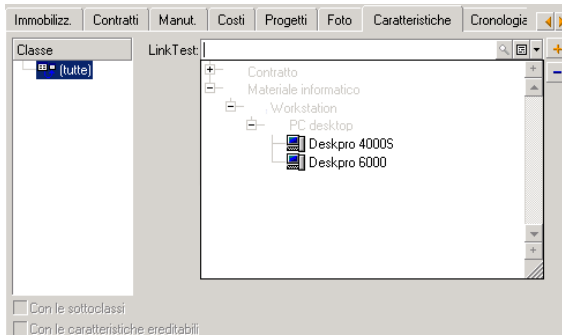 Immobilizz. Contratti Manut. Costi Progetti Foto Caratteristiche Cronologia
Classe
(tutte)
LinkTest:
Contratto
Materiale informatico
Workstation
PC desktop
Deskpro 4000S
Deskpro 6000
Con le sottoclassi
Con le caratteristiche ereditabili